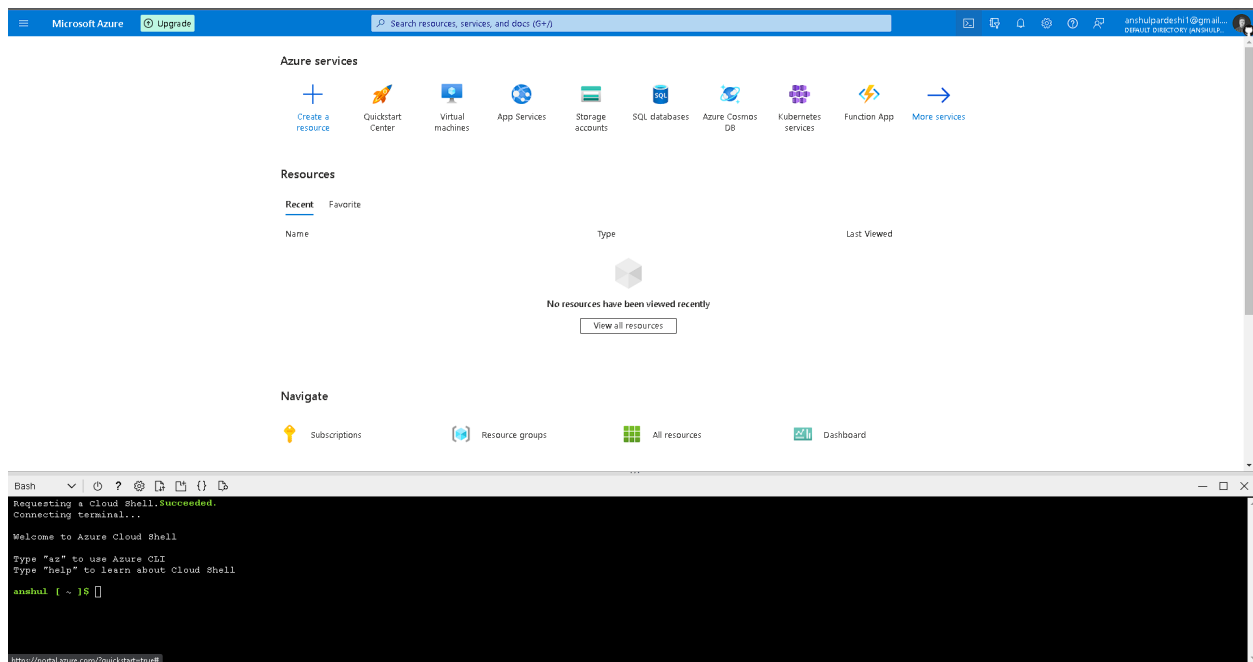 Microsoft Azure
Upgrade
Search resources, services, and docs (G+/)
anshulpardeshi1@gmail....
DEFAULT DIRECTORY (ANSHULP...
Azure services
Create a resource
Quickstart Center
Virtual machines
App Services
Storage accounts
SQL
SQL databases
Azure Cosmos DB
Kubernetes services
Function App
More services
Resources
Recent Favorite
Name Type Last Viewed
No resources have been viewed recently
View all resources
Navigate
Subscriptions Resource groups All resources Dashboard
Bash
Requesting a Cloud Shell.Succeeded.
Connecting terminal...
Welcome to Azure Cloud Shell
Type "az" to use Azure CLI
Type "help" to learn about Cloud Shell
anshul [ ~ ]$
https://portal.azure.com/?quickstart=true#